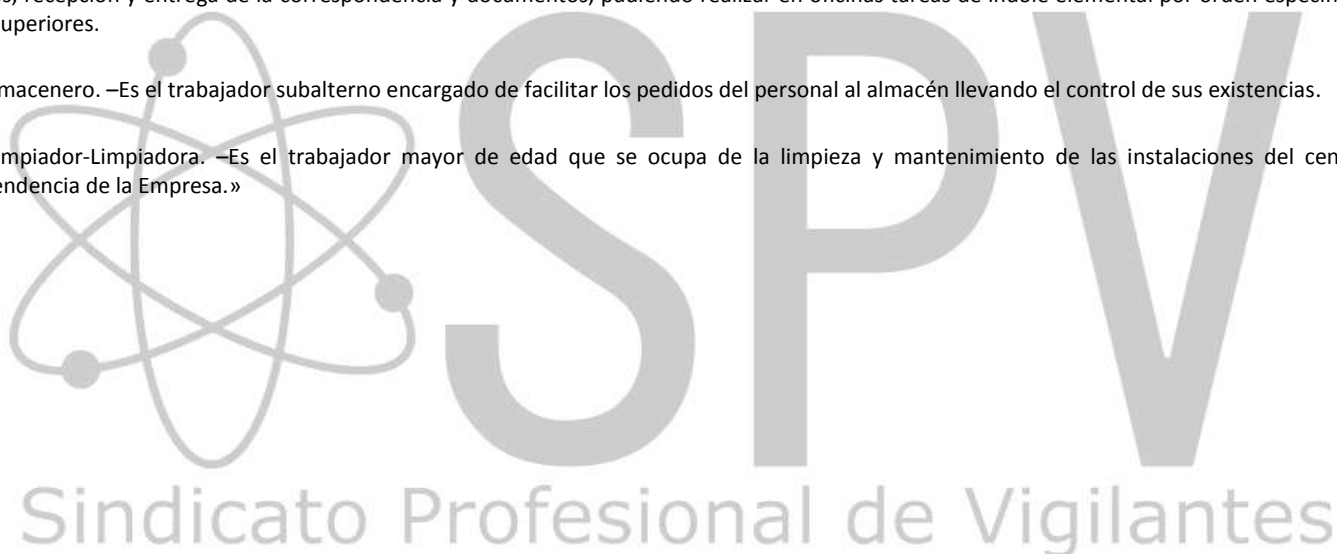 recepción y entrega de la correspondencia y documentos, pudiendo realizar en oficinas tareas de índole elemental por orden
uperiores.
macenero. –Es el trabajador subalterno encargado de facilitar los pedidos del personal al almacén llevando el control de sus existencias.
mpiador-Limpiadora. –Es el trabajador mayor de edad que se ocupa de la limpieza y mantenimiento de las instalaciones del cen
endencia de la Empresa.»
SPV
Sindicato Profesional de Vigilantes